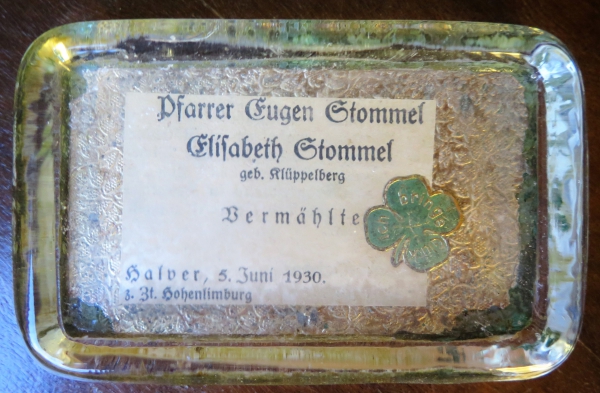 Pfarrer Eugen Stommel
Elisabeth Stommel
geb. Klüppelberg
Vermählte
Halver, 5. Juni 1930.
z. Zt. Hohenlimburg